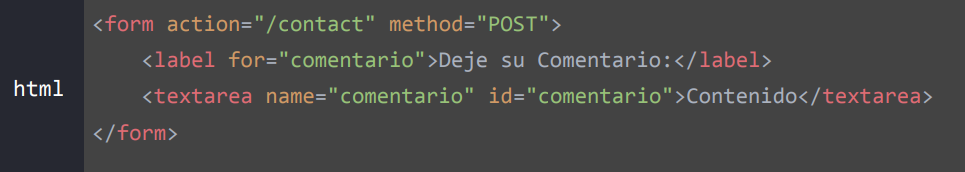 <form action="/contact" method="POST">
<label for="comentario">Deje su Comentario:</label>
html
<textarea name="comentario" id="comentario">Contenido</textarea>
</form>